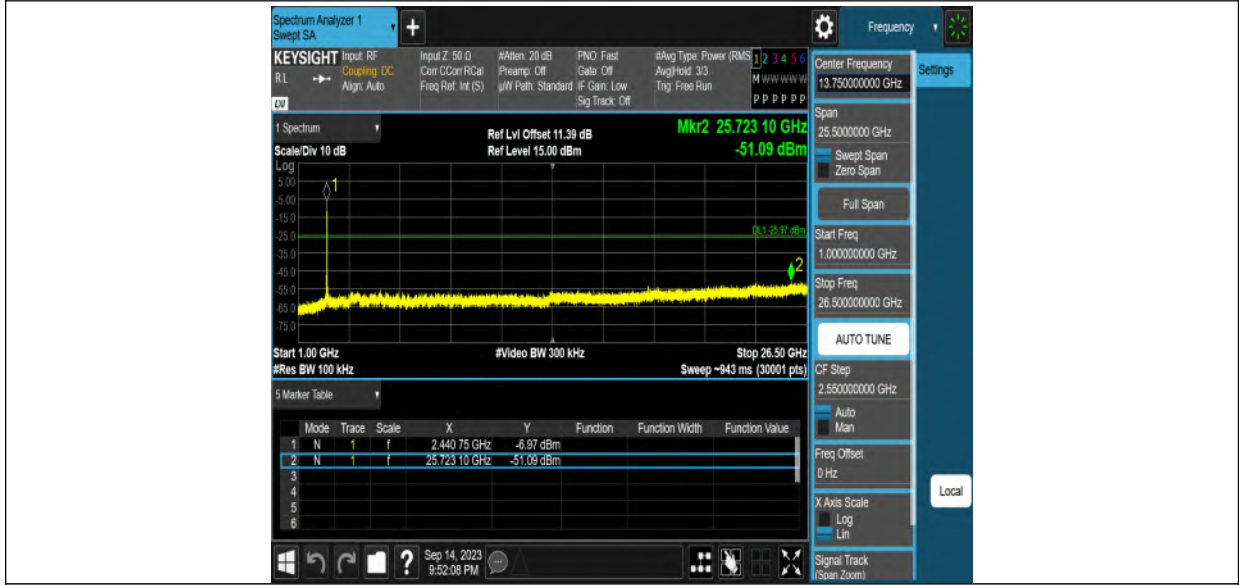 Spectrum Analyzer 1
Swept SA
Frequency
KEYSIGHT
R L
LXI
Input: RF
Coupling: DC
Align: Auto
Input Z: 50 Ω
Corr CCorr RCal
Freq Ref: Int (S)
#Atten: 20 dB
Preamp: Off
µW Path: Standard
PNO: Fast
Gate: Off
IF Gain: Low
Sig Track: Off
#Avg Type: Power (RMS
Avg|Hold: 3/3
Trig: Free Run
1 2 3 4 5 6
M W W W W W
P P P P P P
Center Frequency
13.750000000 GHz
Settings
1 Spectrum
Scale/Div 10 dB
Ref Lvl Offset 11.39 dB
Ref Level 15.00 dBm
Mkr2 25.723 10 GHz
-51.09 dBm
Log
5.00
-5.00
-15.0
-25.0
-35.0
-45.0
-55.0
-65.0
-75.0
1
DL1 -25.97 dBm
2
Start 1.00 GHz
#Res BW 100 kHz
#Video BW 300 kHz
Stop 26.50 GHz
Sweep ~943 ms (30001 pts)
Span
25.5000000 GHz
Swept Span
Zero Span
Full Span
Start Freq
1.000000000 GHz
Stop Freq
26.500000000 GHz
AUTO TUNE
CF Step
2.550000000 GHz
Auto
Man
Freq Offset
0 Hz
X Axis Scale
Log
Lin
Signal Track
(Span Zoom)
Local
5 Marker Table
Mode Trace Scale X Y Function Function Width Function Value
1 N 1 f 2.440 75 GHz -6.97 dBm
2 N 1 f 25.723 10 GHz -51.09 dBm
3
4
5
6
?
Sep 14, 2023
9:52:08 PM